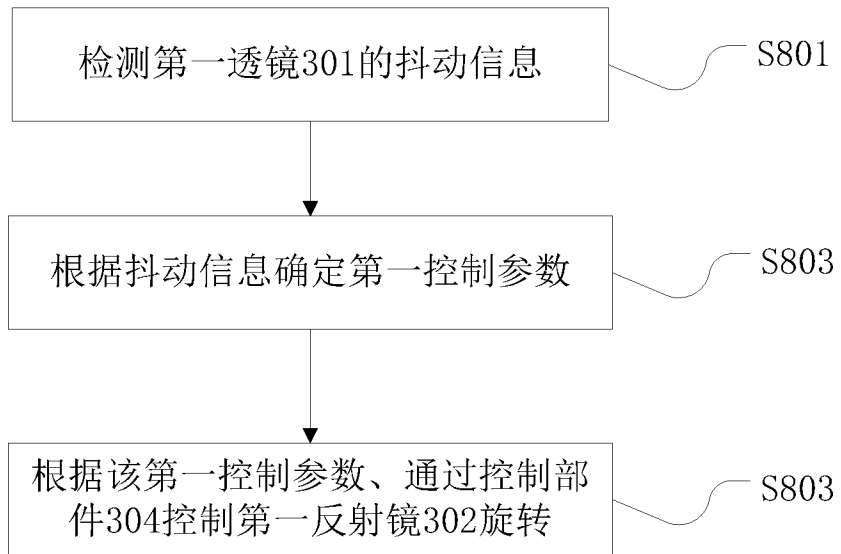 检测第一透镜301的抖动信息
S801
根据抖动信息确定第一控制参数
S803
根据该第一控制参数、通过控制部
件304控制第一反射镜302旋转
S803